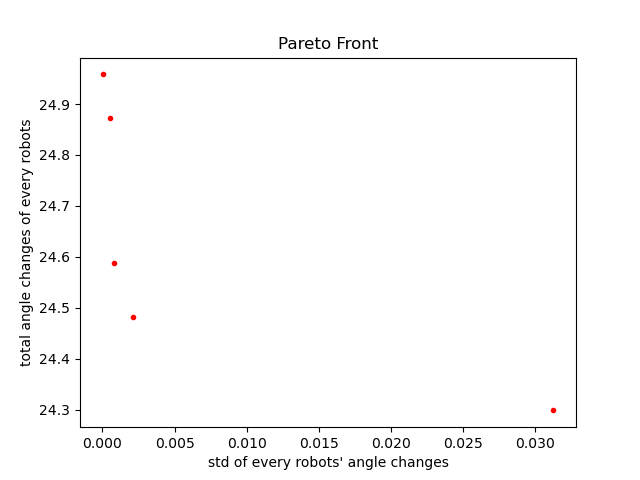 Pareto Front
total angle changes of every robots
24.9
24.8
24.7
24.6
24.5
24.4
24.3
0.000 0.005 0.010 0.015 0.020 0.025 0.030
std of every robots' angle changes